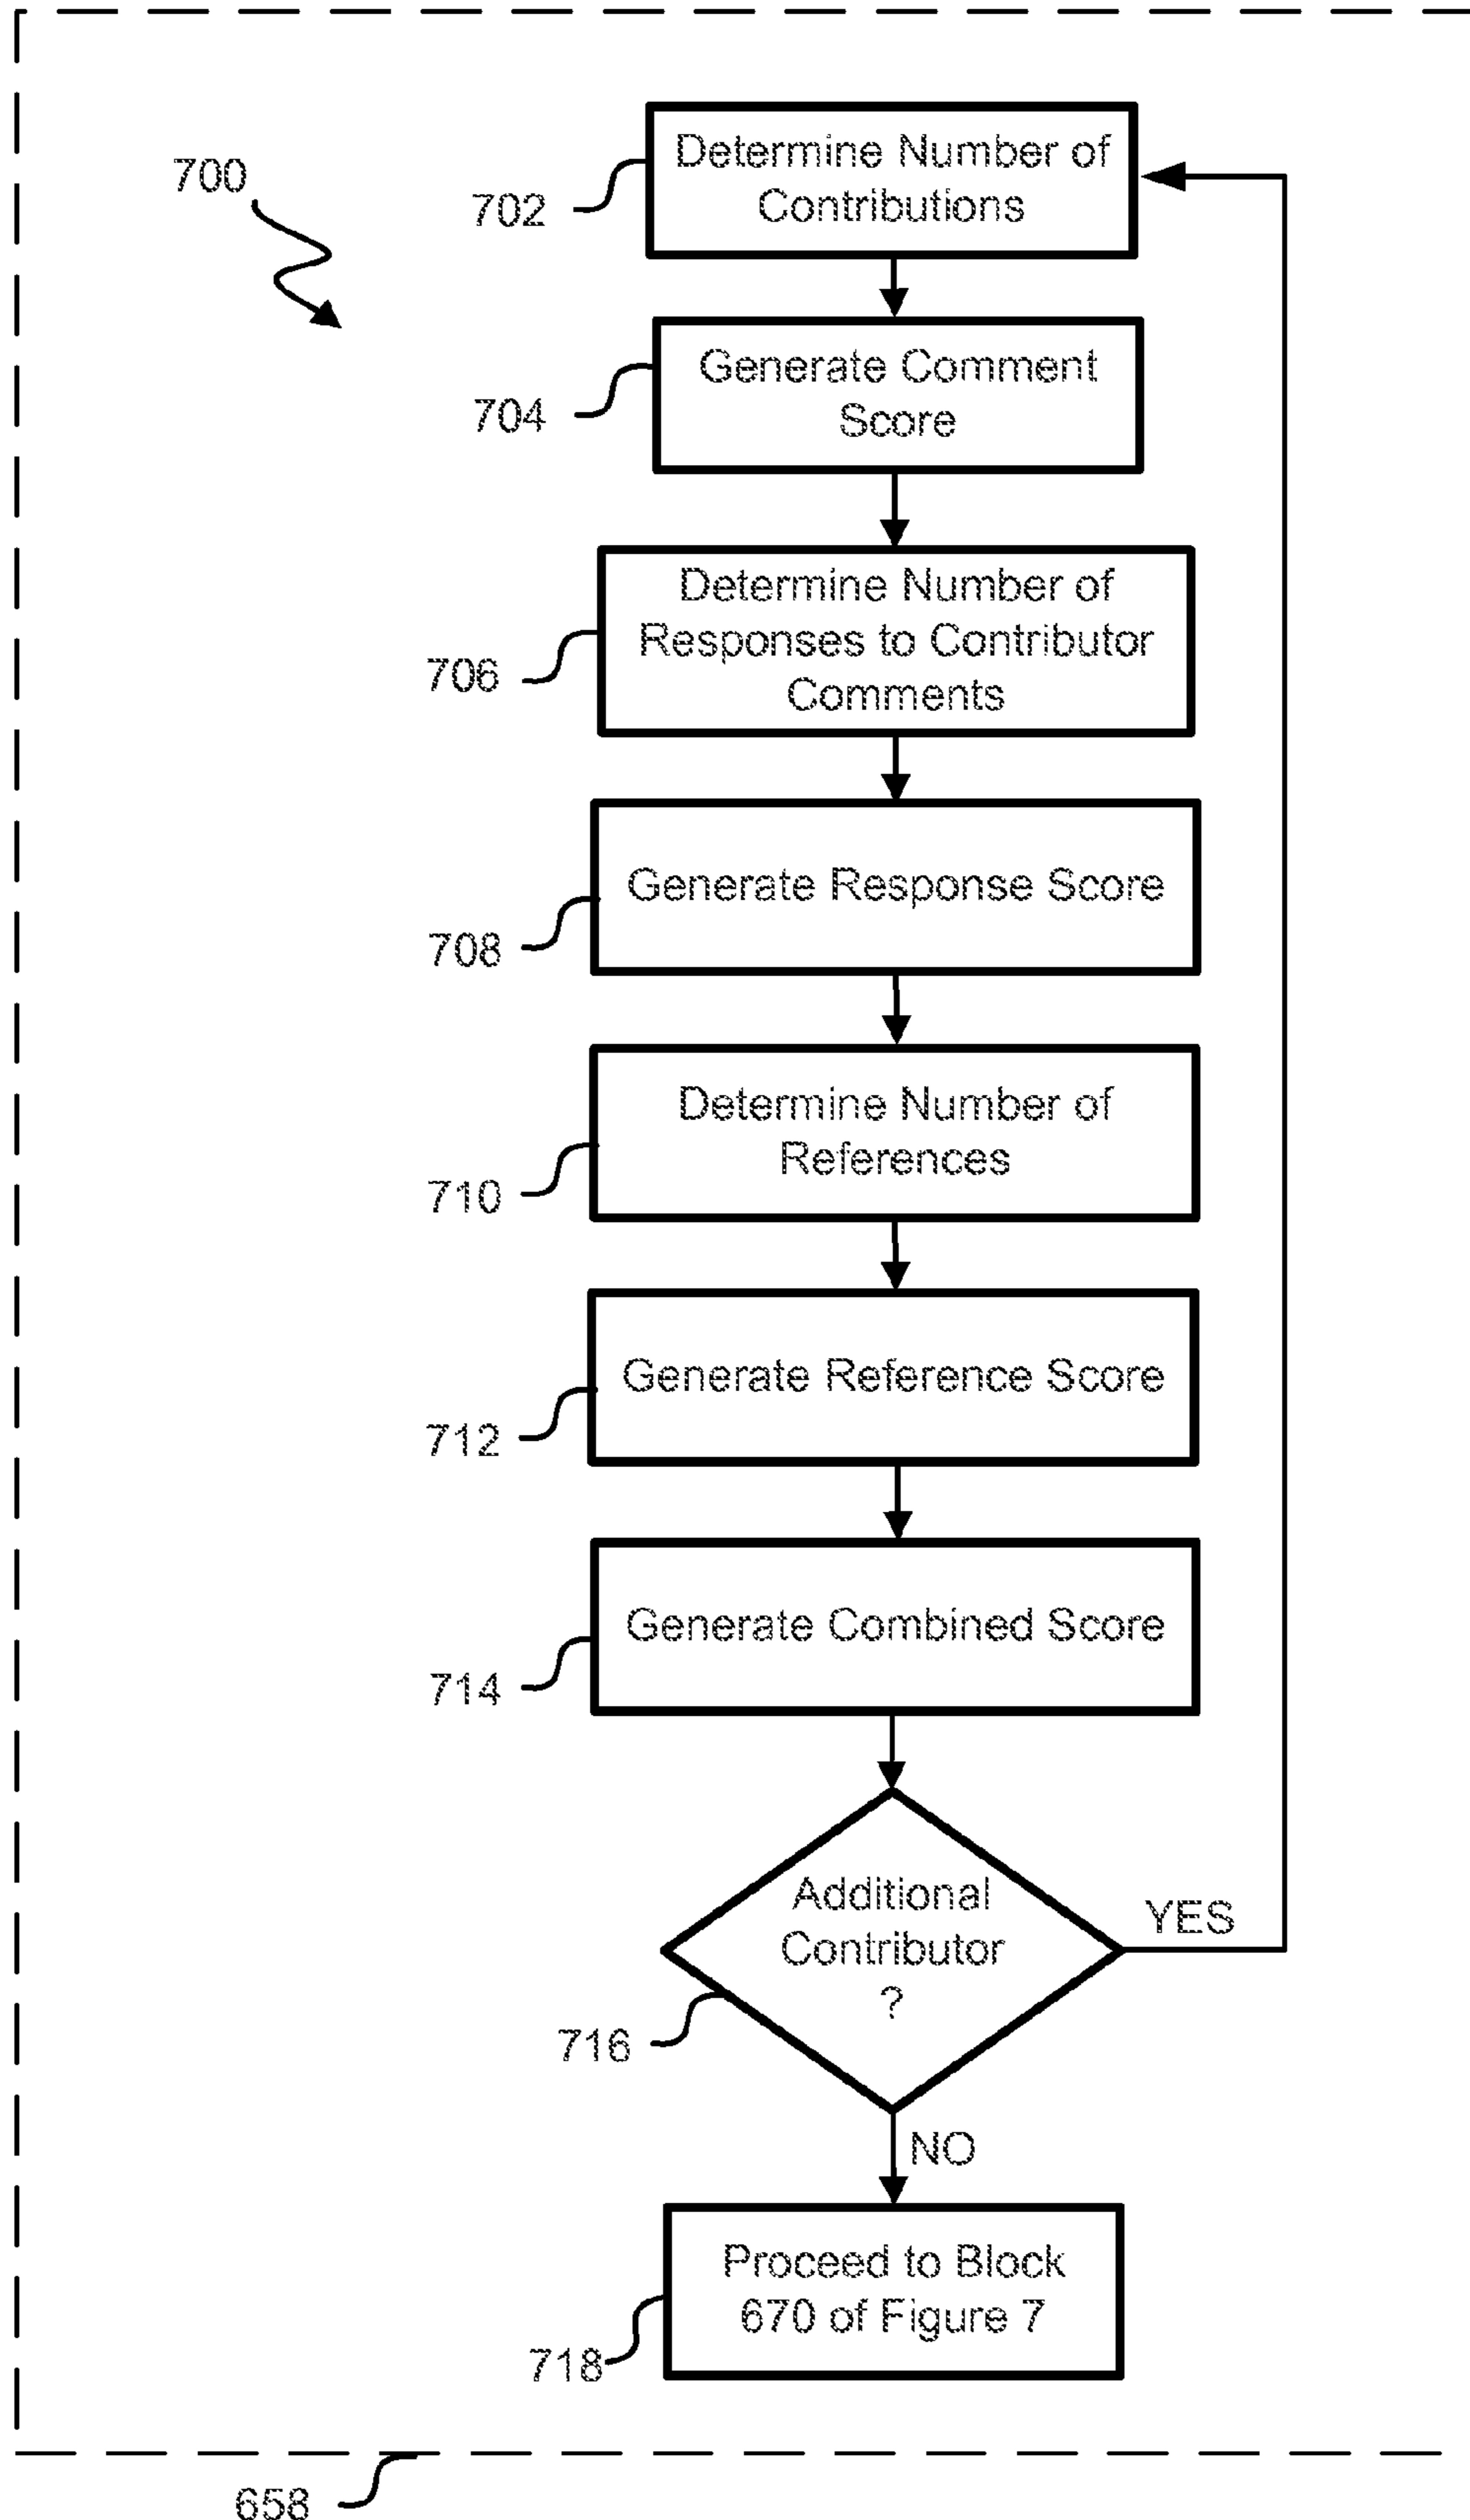 700
702
Determine Number of
Contributions
704
Generate Comment
Score
706
Determine Number of
Responses to Contributor
Comments
708
Generate Response Score
710
Determine Number of
References
712
Generate Reference Score
714
Generate Combined Score
716
Additional
Contributor
?
YES
NO
718
Proceed to Block
670 of Figure 7
658